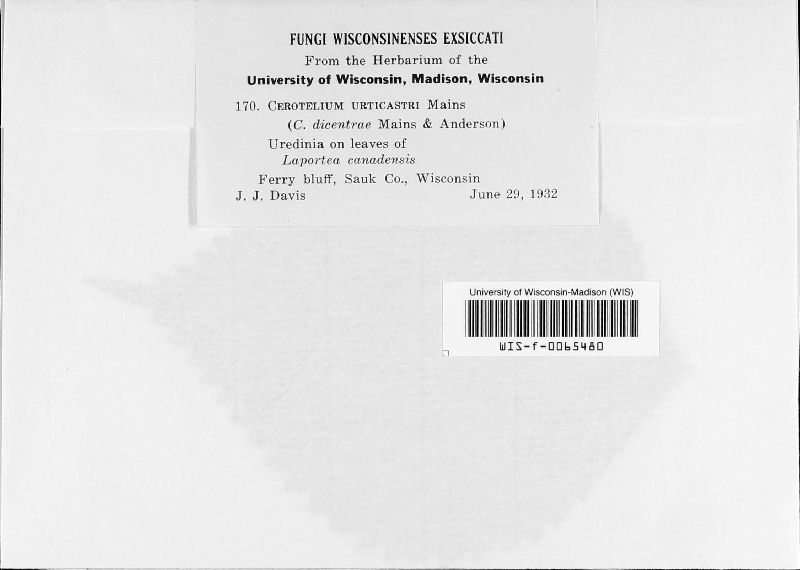 FUNGI WISCONSINENSES EXSICCATI
From the Herbarium of the
University of Wisconsin, Madison, Wisconsin
170. CEROTELIUM URTICASTRI Mains
(C. dicentrae Mains & Anderson)
Uredinia on leaves of
Laportea canadensis
Ferry bluff, Sauk Co., Wisconsin
J. J. Davis June 29, 1932
University of Wisconsin-Madison (WIS)
WIS-f-0065480